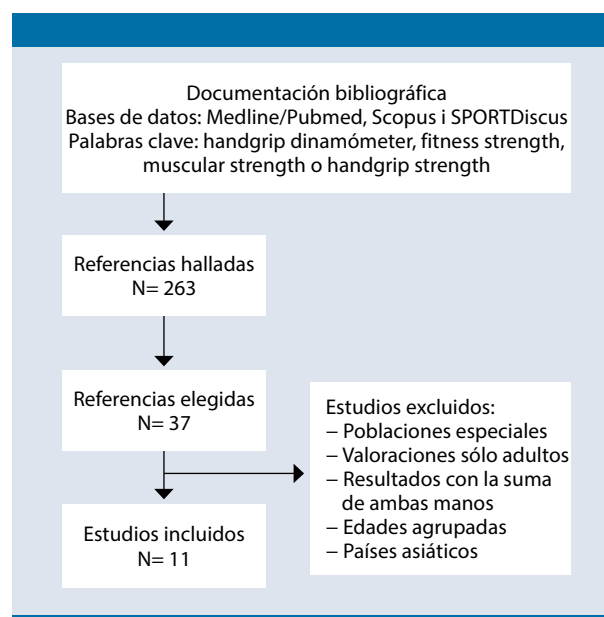 Documentación bibliográfica
Bases de datos: Medline/Pubmed, Scopus i SPORTDiscus
Palabras clave: handgrip dinamómeter, fitness strength,
muscular strength o handgrip strength
Referencias halladas
N= 263
Referencias elegidas
N= 37
Estudios excluidos:
– Poblaciones especiales
– Valoraciones sólo adultos
– Resultados con la suma
de ambas manos
– Edades agrupadas
– Países asiáticos
Estudios incluidos
N= 11